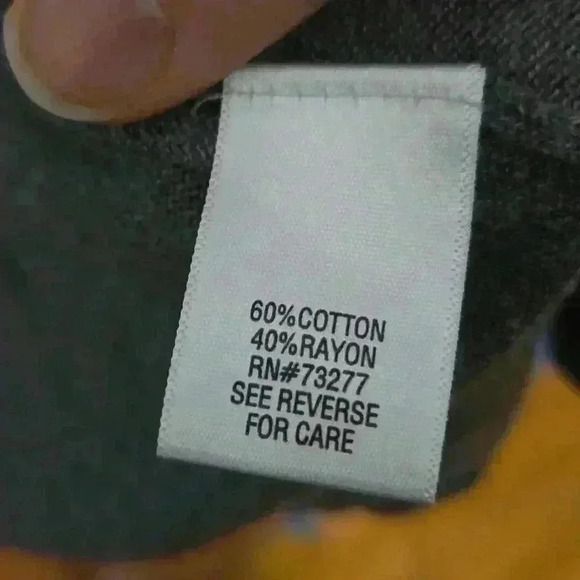 60%COTTON
40%RAYON
RN#73277
SEE REVERSE
FOR CARE